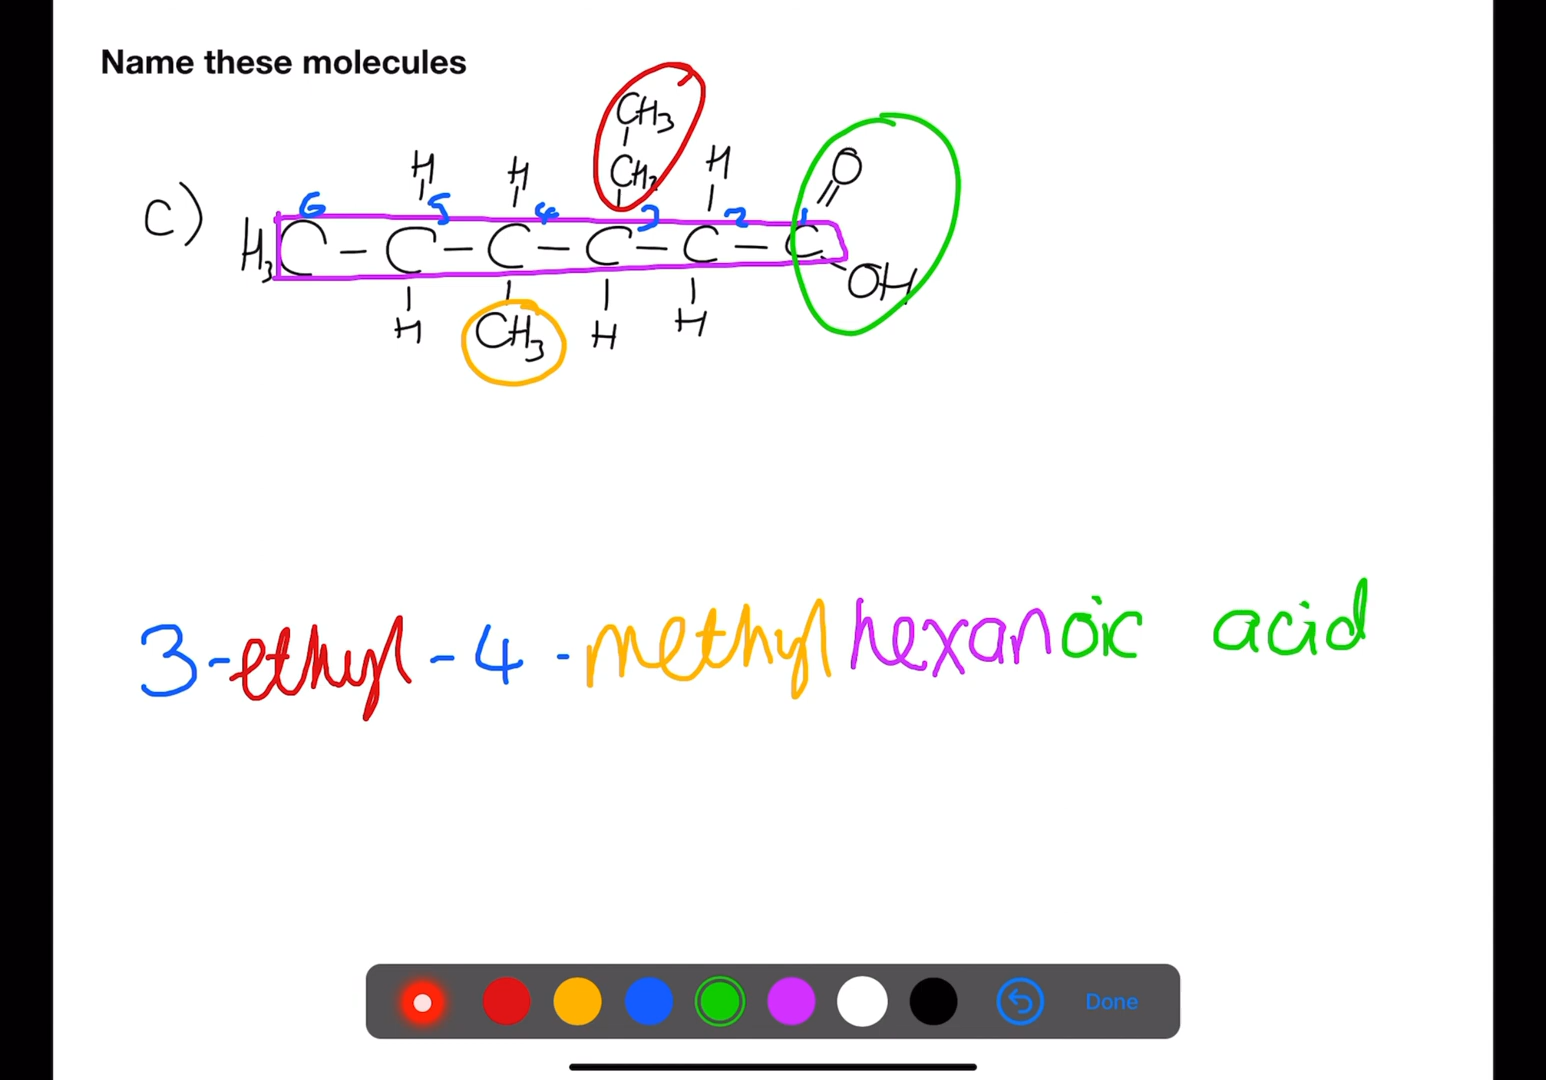 Name these molecules
CH3
CH2
H H H O
c) 6 5 4 3 2 1
H3C - C - C - C - C - C
OH
H CH3 H H
3-ethyl-4-methylhexanoic acid
Done